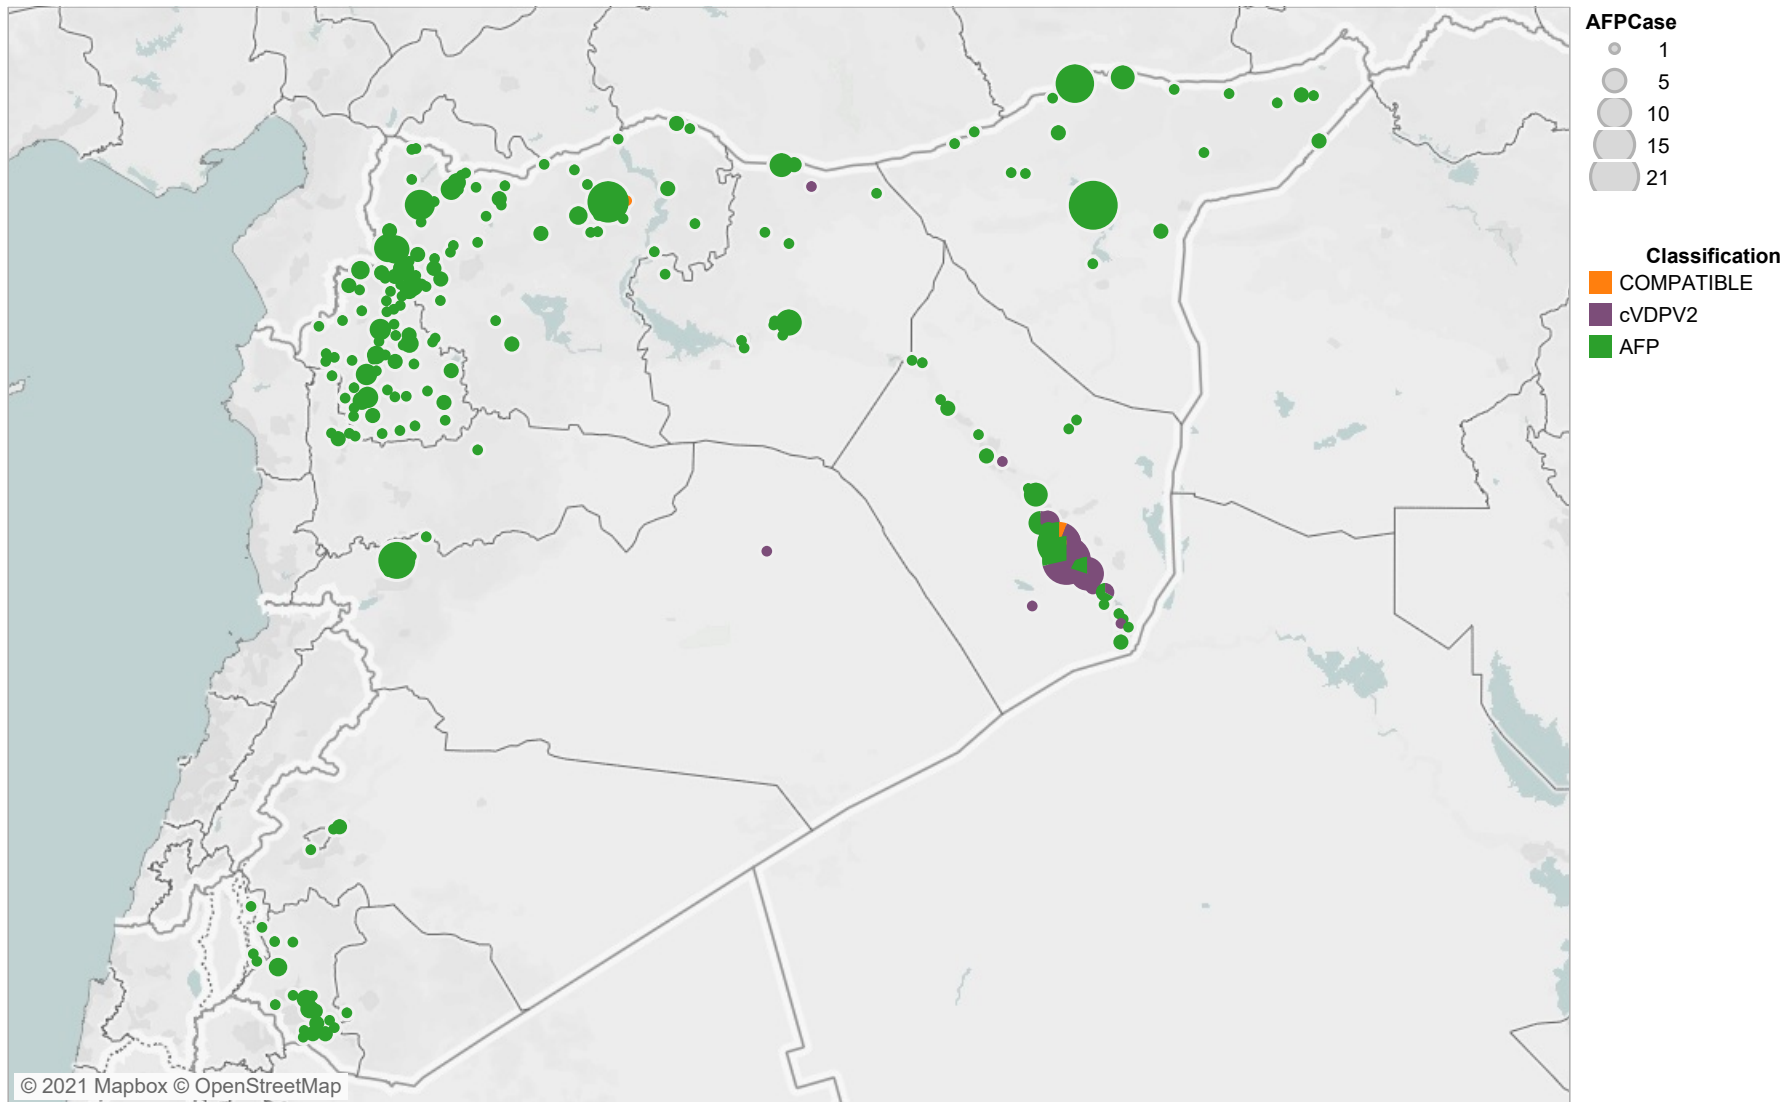 AFPCase
1
5
10
15
21
Classification
COMPATIBLE
cVDPV2
AFP
© 2021 Mapbox © OpenStreetMap